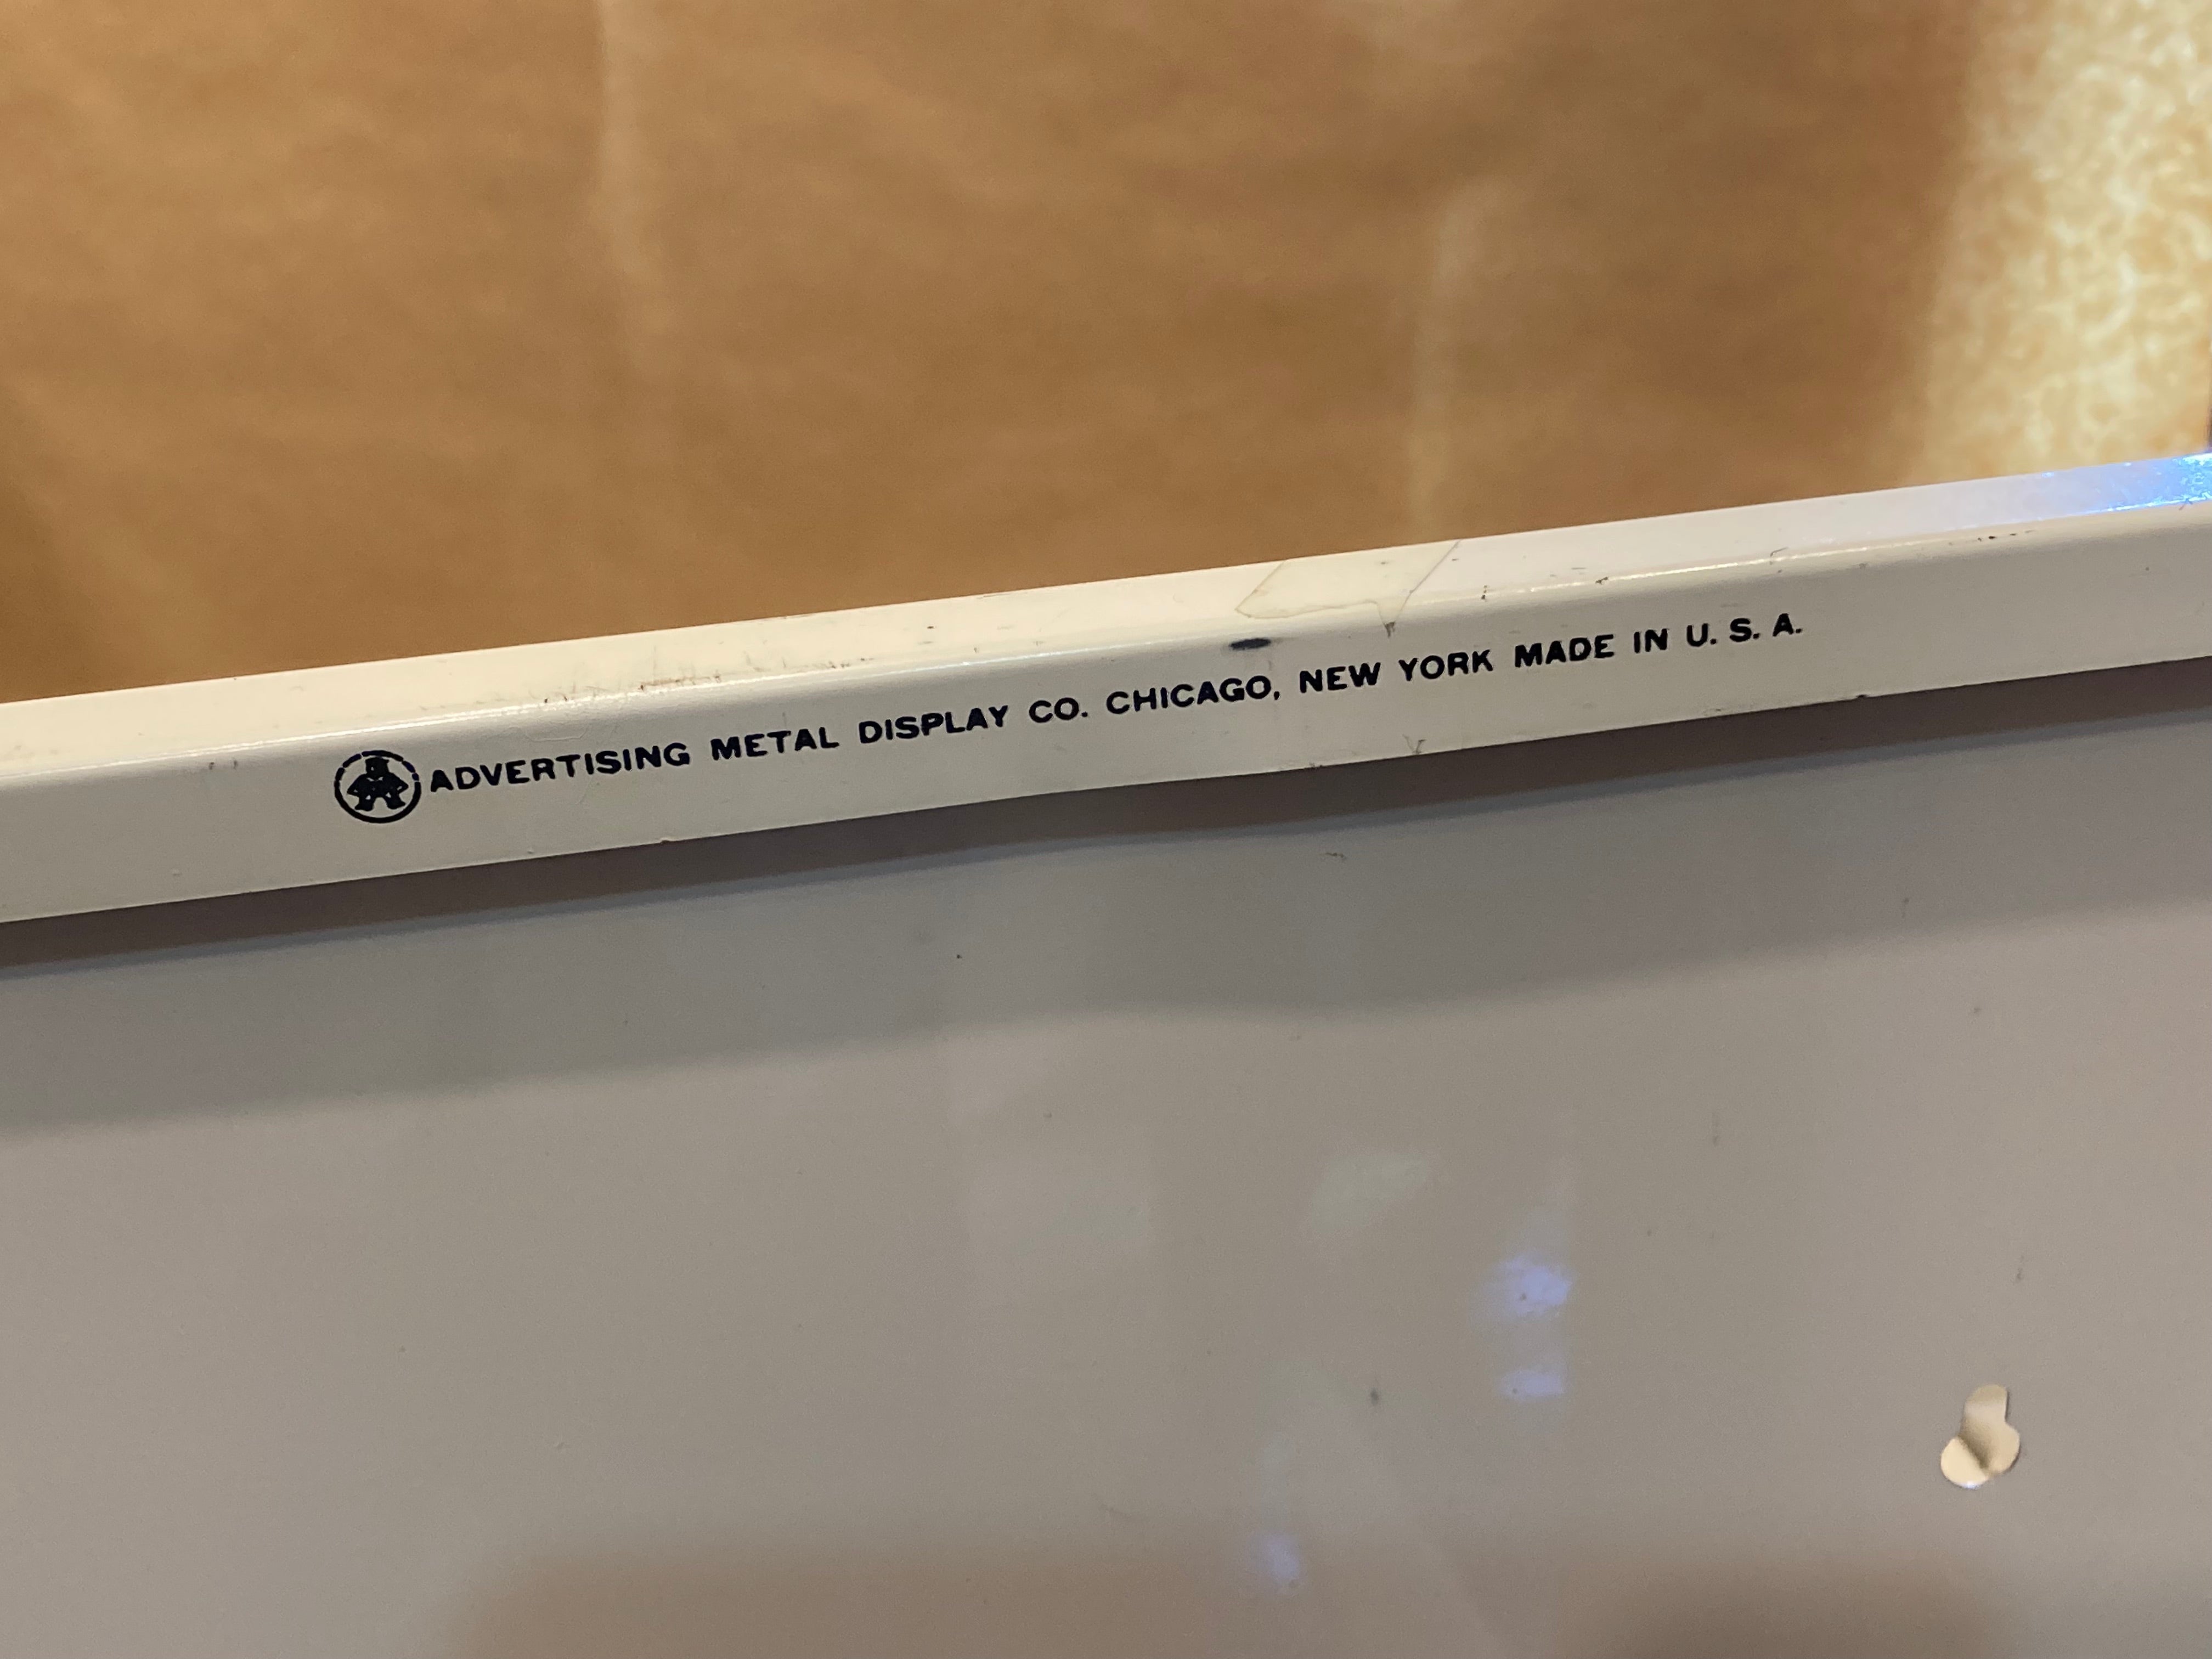 ADVERTISING METAL DISPLAY CO. CHICAGO, NEW YORK MADE IN U. S. A.